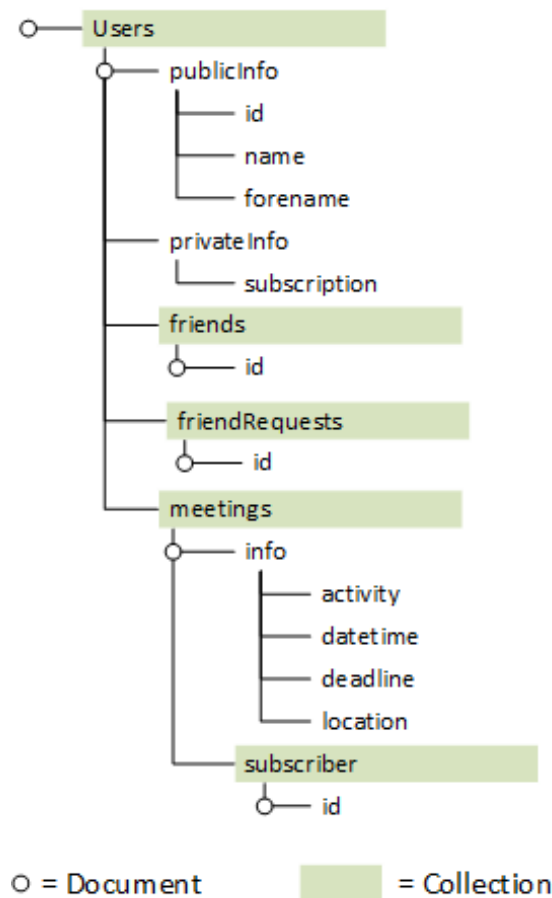 Users
publicInfo
id
name
forename
privateInfo
subscription
friends
id
friendRequests
id
meetings
info
activity
datetime
deadline
location
subscriber
id
= Document = Collection